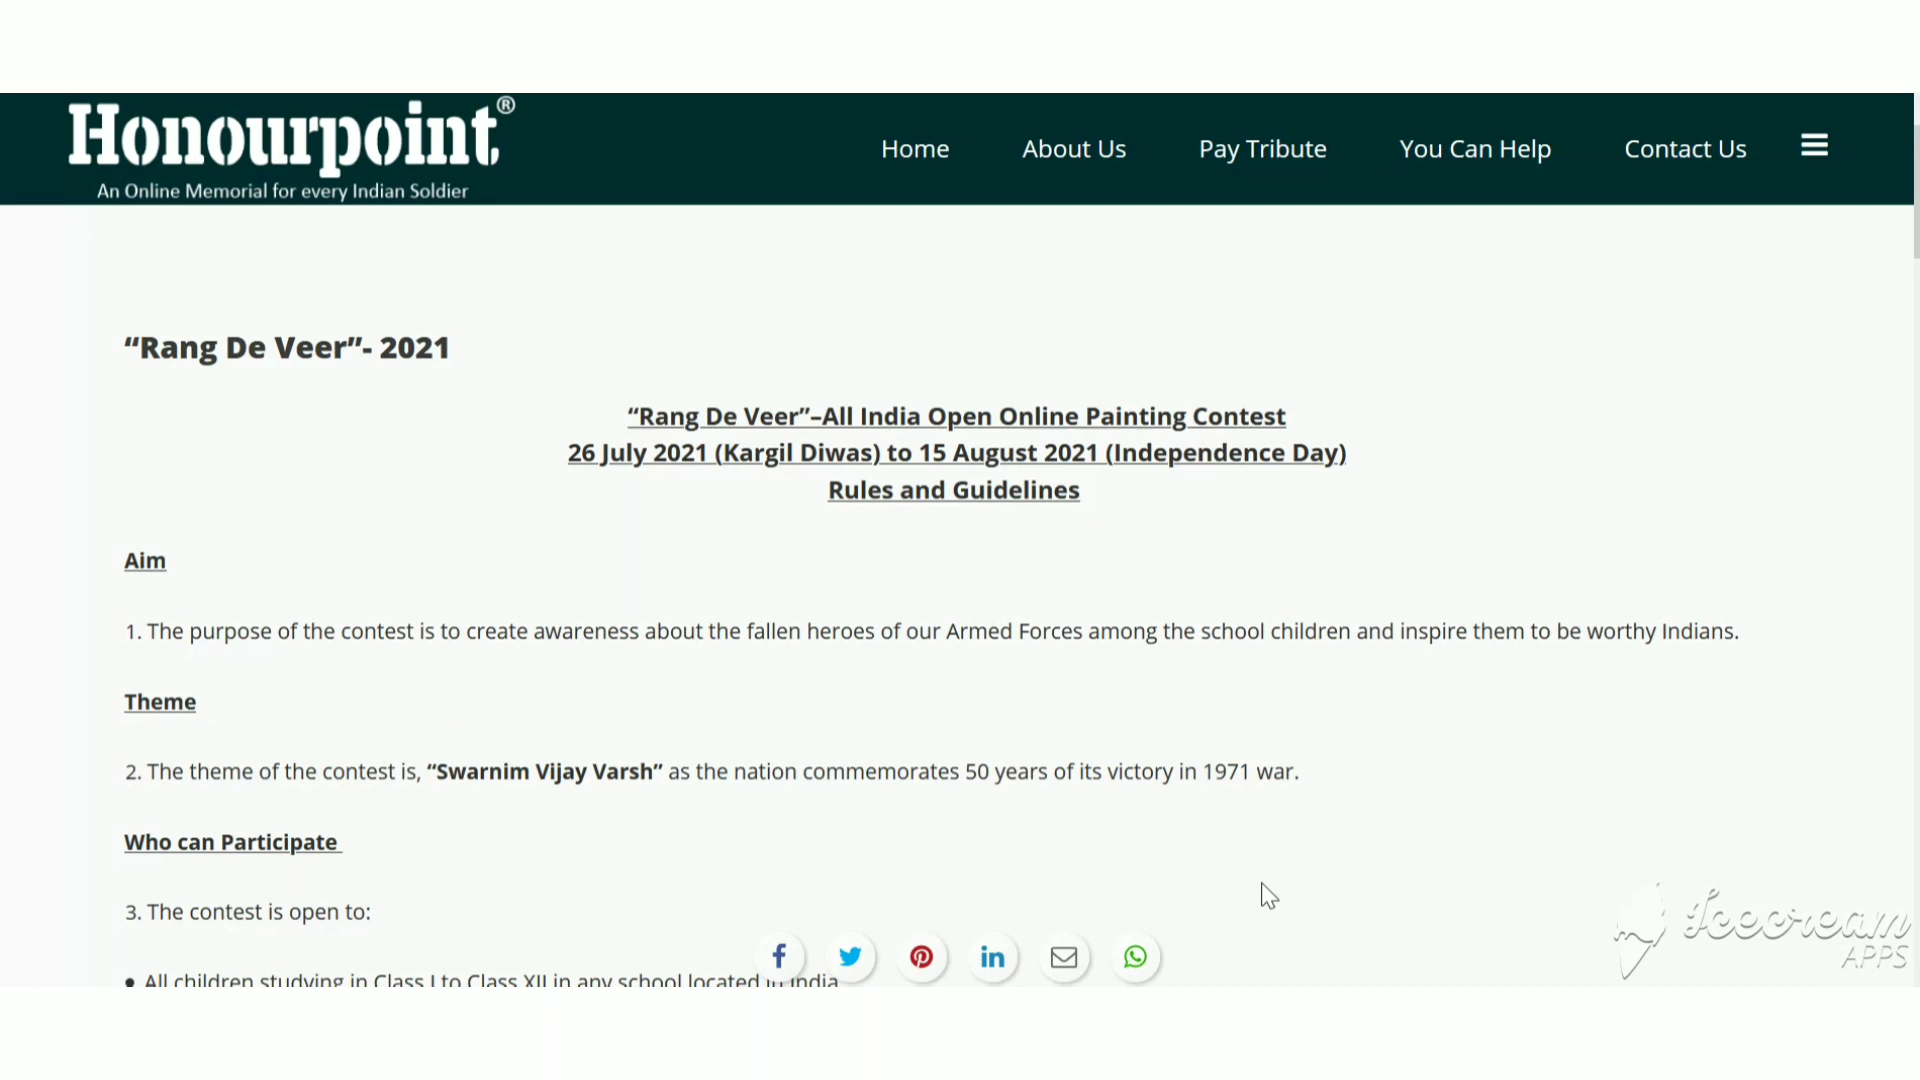 Honourpoint®
An Online Memorial for every Indian Soldier
Home About Us Pay Tribute You Can Help Contact Us
“Rang De Veer”- 2021
“Rang De Veer”–All India Open Online Painting Contest
26 July 2021 (Kargil Diwas) to 15 August 2021 (Independence Day)
Rules and Guidelines
Aim
1. The purpose of the contest is to create awareness about the fallen heroes of our Armed Forces among the school children and inspire them to be worthy Indians.
Theme
2. The theme of the contest is, “Swarnim Vijay Varsh” as the nation commemorates 50 years of its victory in 1971 war.
Who can Participate
3. The contest is open to:
• All children studying in Class I to Class XII in any school located in India
Icecream
APPS